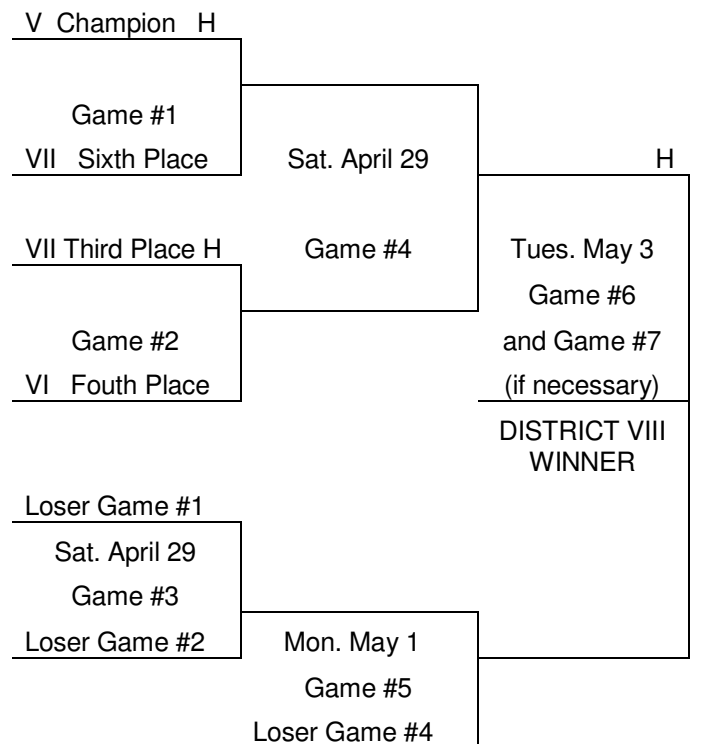 V Champion H
Game #1
VII Sixth Place
Sat. April 29
H
VII Third Place H
Game #4
Tues. May 3
Game #6
Game #2
and Game #7
VI Fouth Place
(if necessary)
DISTRICT VIII
WINNER
Loser Game #1
Sat. April 29
Game #3
Loser Game #2
Mon. May 1
Game #5
Loser Game #4